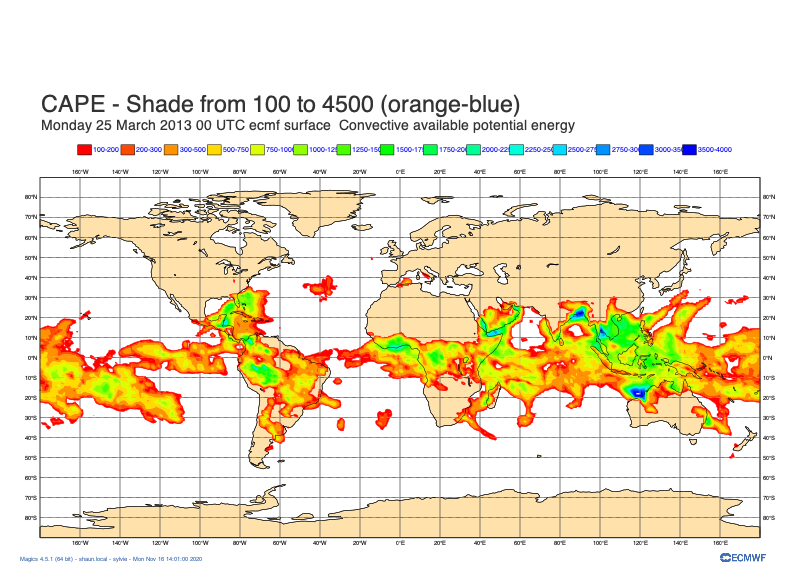 CAPE - Shade from 100 to 4500 (orange-blue)
Monday 25 March 2013 00 UTC ecmf surface  Convective available potential energy
100-200 200-300 300-500 500-750 750-1000 1000-125 1250-150 1500-17 1750-20 2000-22 2250-25 2500-275 2750-30 3000-350 3500-4000
160°W 140°W 120°W 100°W 80°W 60°W 40°W 20°W 0°E 20°E 40°E 60°E 80°E 100°E 120°E 140°E 160°E
80°N 80°N
70°N 70°N
60°N 60°N
50°N 50°N
40°N 40°N
30°N 30°N
20°N 20°N
10°N 10°N
0°N 0°N
10°S 10°S
20°S 20°S
30°S 30°S
40°S 40°S
50°S 50°S
60°S 60°S
70°S 70°S
80°S 80°S
160°W 140°W 120°W 100°W 80°W 60°W 40°W 20°W 0°E 20°E 40°E 60°E 80°E 100°E 120°E 140°E 160°E
Magics 4.5.1 (64 bit) - shaun.local - sylvie - Mon Nov 16 14:01:00 2020
ECMWF